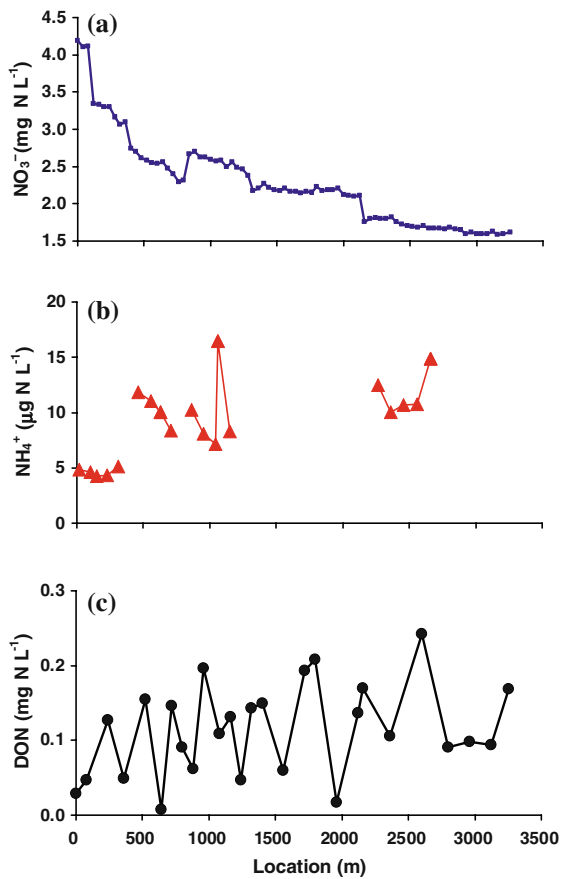 (a)
NO₃⁻ (mg N L⁻¹)
4.5
4.0
3.5
3.0
2.5
2.0
1.5
(b)
NH₄⁺ (µg N L⁻¹)
20
15
10
5
0
(c)
DON (mg N L⁻¹)
0.3
0.2
0.1
0.0
0 500 1000 1500 2000 2500 3000 3500
Location (m)